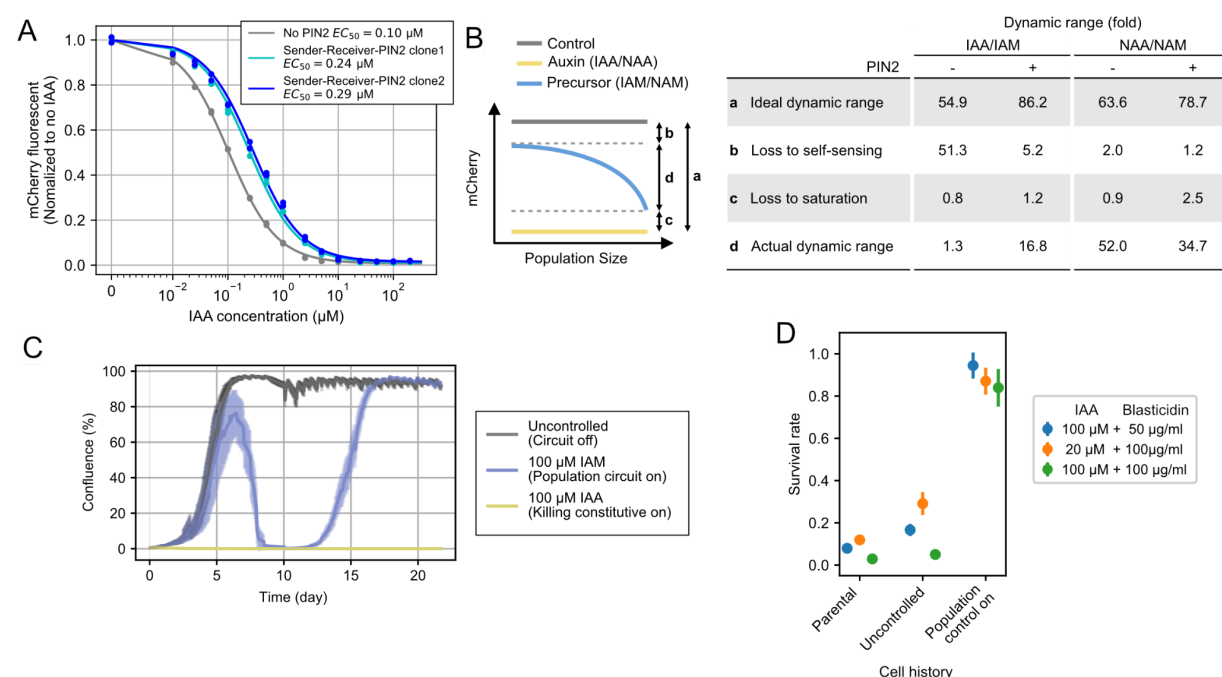 A
mCherry fluorescent
(Normalized to no IAA)
1.0
0.8
0.6
0.4
0.2
0.0
0
10⁻²
10⁻¹
10⁰
10¹
10²
IAA concentration (μM)
No PIN2 EC₅₀ = 0.10 μM
Sender-Receiver-PIN2 clone1
EC₅₀ = 0.24 μM
Sender-Receiver-PIN2 clone2
EC₅₀ = 0.29 μM
B
Control
Auxin (IAA/NAA)
Precursor (IAM/NAM)
mCherry
Population Size
b
d
a
c
Dynamic range (fold)
IAA/IAM NAA/NAM
PIN2 - + - +
a Ideal dynamic range 54.9 86.2 63.6 78.7
b Loss to self-sensing 51.3 5.2 2.0 1.2
c Loss to saturation 0.8 1.2 0.9 2.5
d Actual dynamic range 1.3 16.8 52.0 34.7
C
Confluence (%)
100
80
60
40
20
0
0 5 10 15 20
Time (day)
Uncontrolled
(Circuit off)
100 μM IAM
(Population circuit on)
100 μM IAA
(Killing constitutive on)
D
Survival rate
1.0
0.8
0.6
0.4
0.2
0.0
Parental
Uncontrolled
Population
control on
Cell history
IAA Blasticidin
100 μM + 50 μg/ml
20 μM + 100μg/ml
100 μM + 100 μg/ml